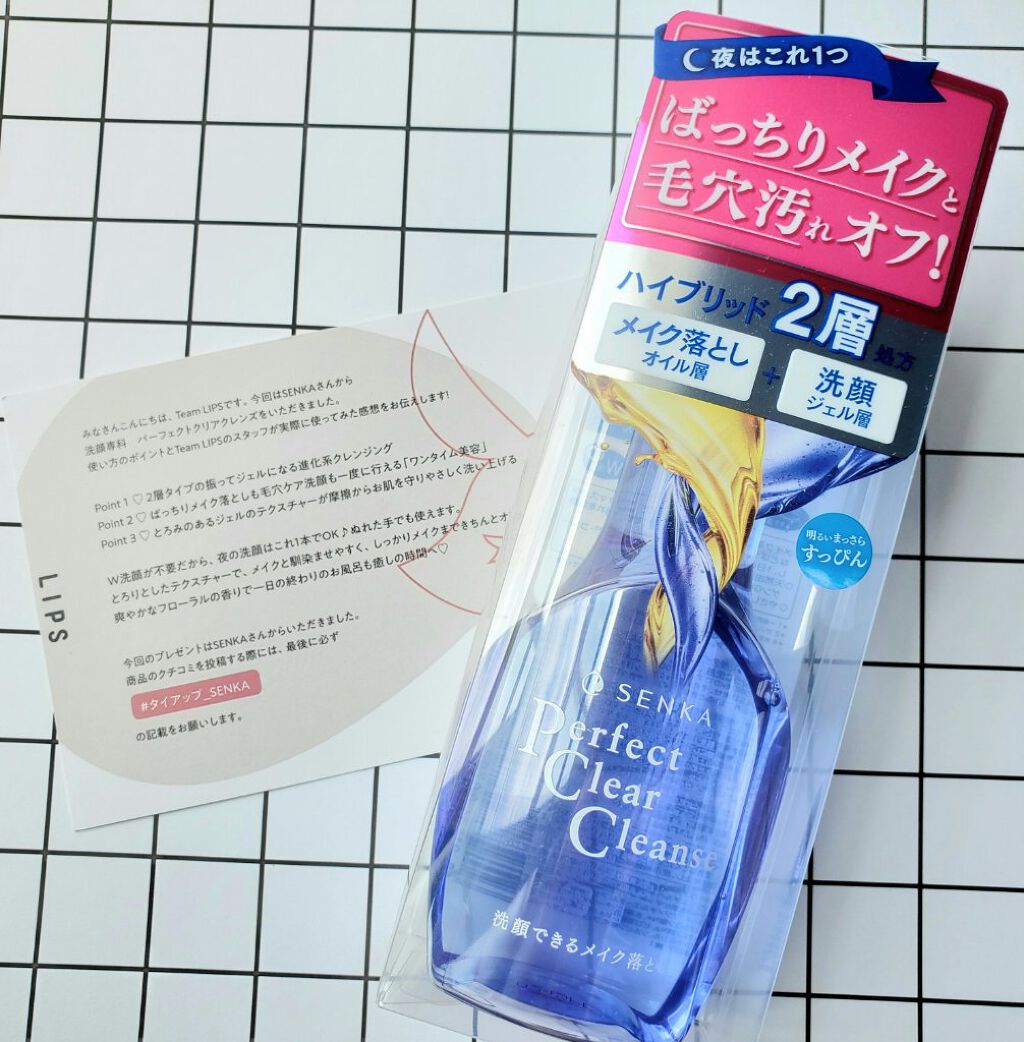 みなさんこんにちは、Team LIPSです。今回はSENKAさんから
洗顔専科　パーフェクトクリアクレンズをいただきました。
使い方のポイントとTeam LIPSのスタッフが実際に使ってみた感想をお伝えします!
Point 1 ♡ 2層タイプの振ってジェルになる進化系クレンジング
Point 2 ♡ ばっちりメイク落としも毛穴ケア洗顔も一度に行える「ワンタイム美容」
Point 3 ♡ とろみのあるジェルのテクスチャーが摩擦からお肌を守りやさしく洗い上げる
W洗顔が不要だから、夜の洗顔はこれ1本でOK♪ぬれた手でも使えます。
とろりとしたテクスチャーで、メイクと馴染ませやすく、しっかりメイクまできちんとオ
爽やかなフローラルの香りで一日の終わりのお風呂も癒しの時間へ♡
今回のプレゼントはSENKAさんからいただきました。
商品のクチコミを投稿する際には、最後に必ず
#タイアップ_SENKA
の記載をお願いします。
LIPS
夜はこれ1つ
ばっちりメイクと
毛穴汚れオフ!
ハイブリッド2層処方
メイク落とし
オイル層
+
洗顔
ジェル層
明るいまっさら
すっぴん
SENKA
Perfect
Clear
Cleanse
洗顔できるメイク落と